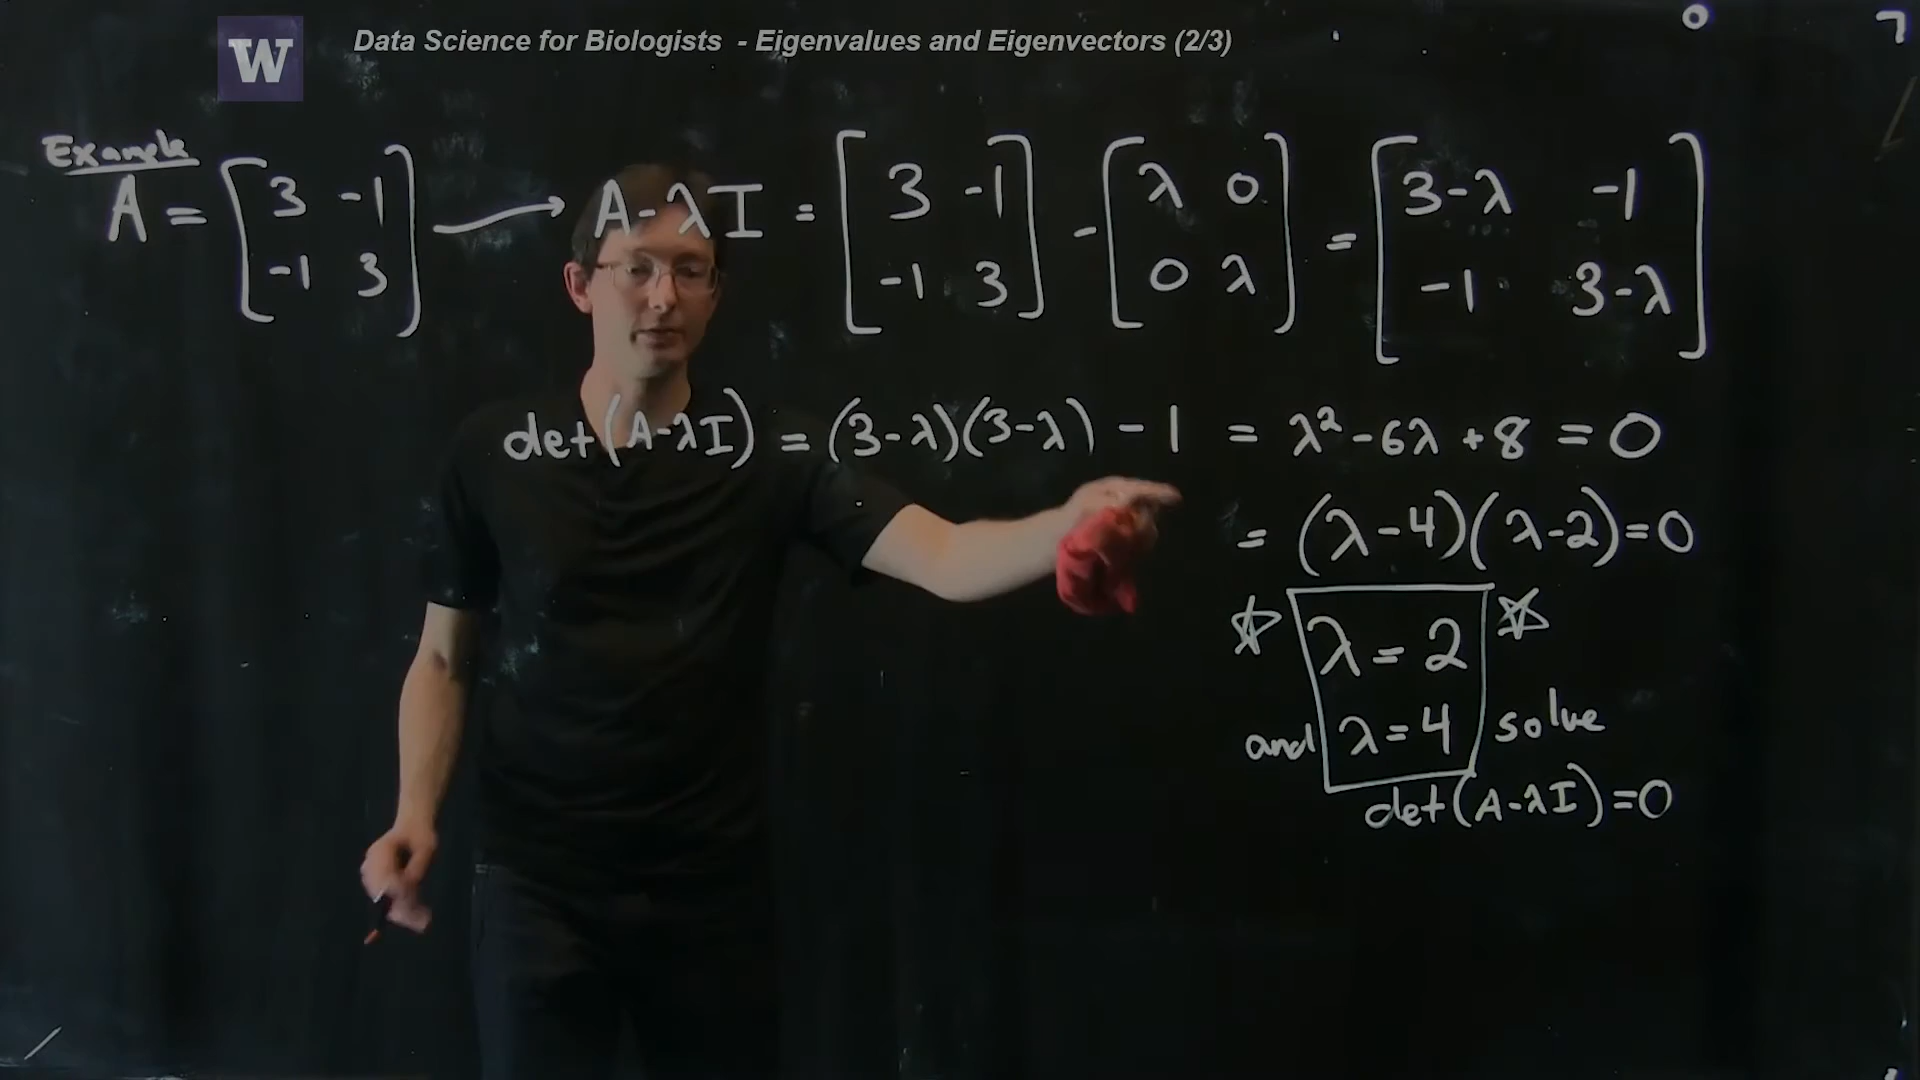 W
Data Science for Biologists - Eigenvalues and Eigenvectors (2/3)
0 7
Example
A = [3 -1; -1 3] → A-λI = [3 -1; -1 3] - [λ 0; 0 λ] = [3-λ -1; -1 3-λ]
det(A-λI) = (3-λ)(3-λ) - 1 = λ² - 6λ + 8 = 0
= (λ-4)(λ-2)=0
☆ λ = 2 ☆
and λ=4 solve
det(A-λI)=0